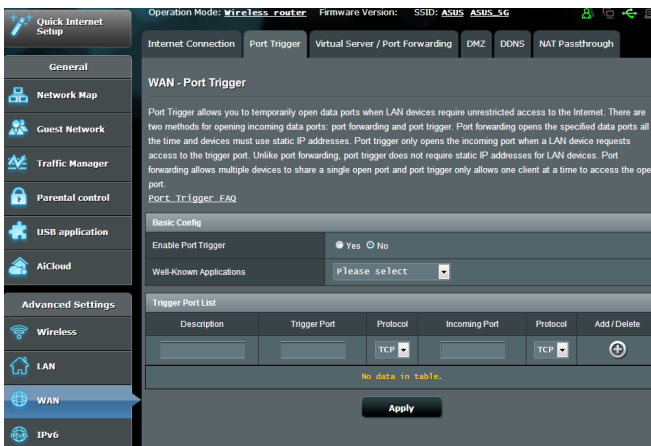 Quick Internet
Setup
Operation Mode: Wireless router Firmware Version: SSID: ASUS ASUS_5G
Internet Connection Port Trigger Virtual Server / Port Forwarding DMZ DDNS NAT Passthrough
General
Network Map
Guest Network
Traffic Manager
Parental control
USB application
AiCloud
Advanced Settings
Wireless
LAN
WAN
IPv6
WAN - Port Trigger
Port Trigger allows you to temporarily open data ports when LAN devices require unrestricted access to the Internet. There are
two methods for opening incoming data ports: port forwarding and port trigger. Port forwarding opens the specified data ports all
the time and devices must use static IP addresses. Port trigger only opens the incoming port when a LAN device requests
access to the trigger port. Unlike port forwarding, port trigger does not require static IP addresses for LAN devices. Port
forwarding allows multiple devices to share a single open port and port trigger only allows one client at a time to access the ope
port.
Port Trigger FAQ
Basic Config
Enable Port Trigger Yes No
Well-Known Applications Please select
Trigger Port List
Description Trigger Port Protocol Incoming Port Protocol Add / Delete
TCP TCP
No data in table.
Apply